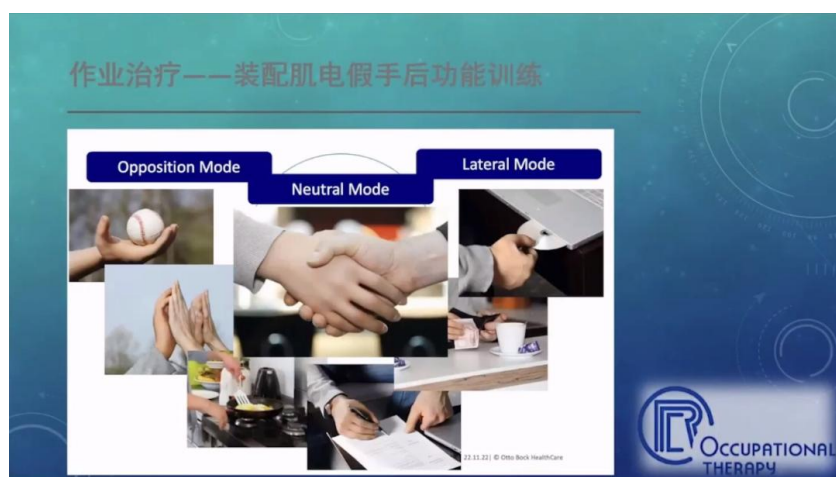 作业治疗——装配肌电假手后功能训练
Opposition Mode
Neutral Mode
Lateral Mode
22.11.22| © Otto Bock HealthCare
OCCUPATIONAL
THERAPY